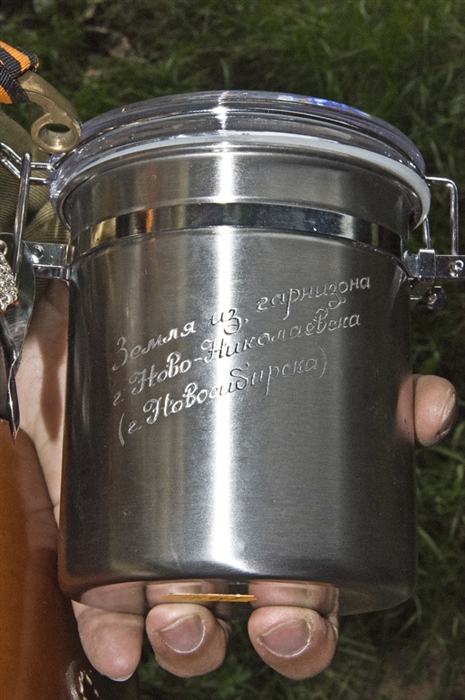 Земля из гарнизона
г. Ново-Николаевска
(г. Новосибирска)